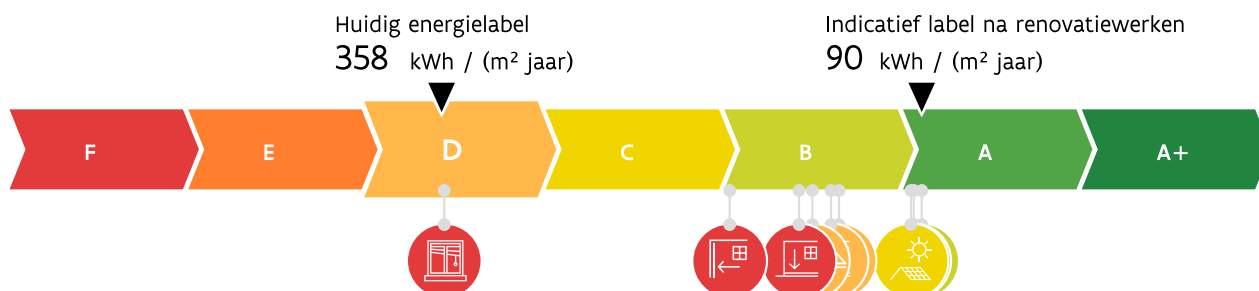 Huidig energielabel
358 kWh / (m² jaar)
Indicatief label na renovatiewerken
90 kWh / (m² jaar)
F E D C B A A+